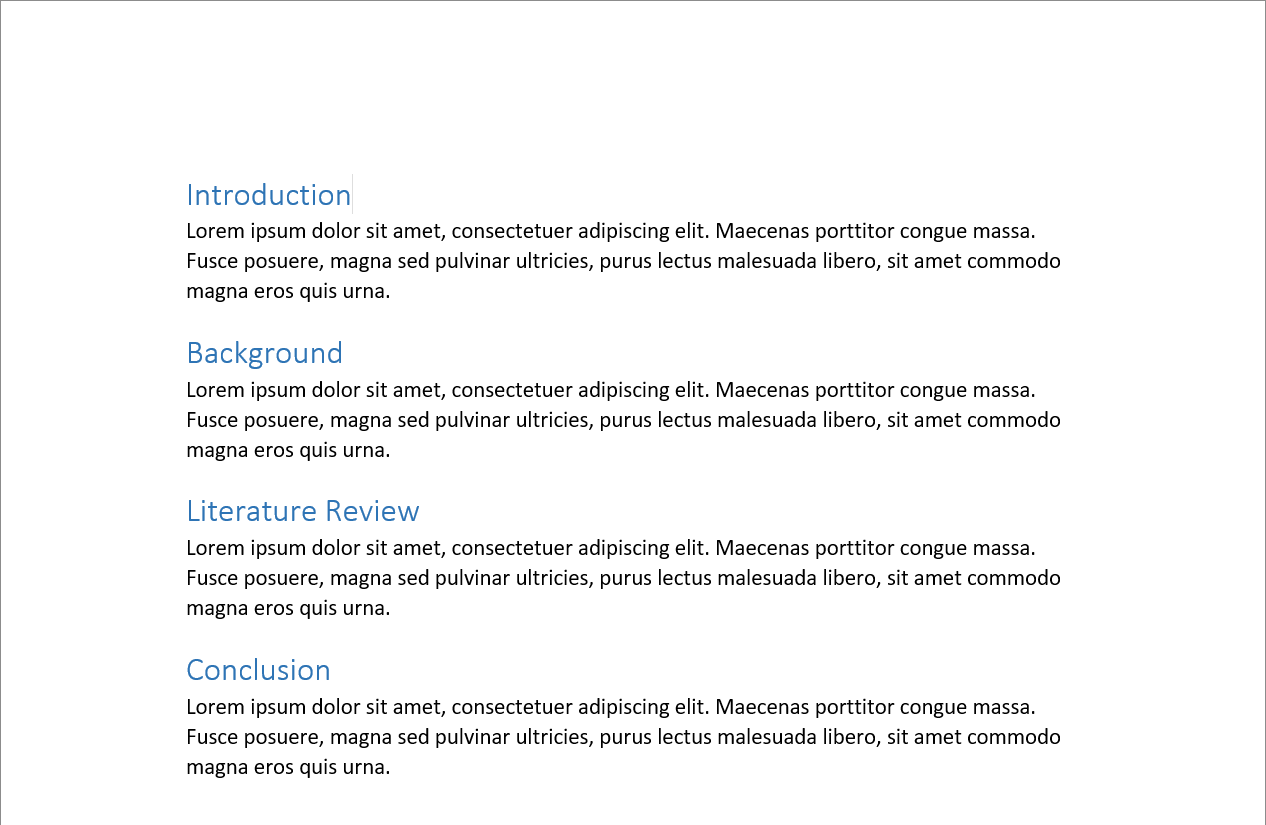 Introduction
Lorem ipsum dolor sit amet, consectetuer adipiscing elit. Maecenas porttitor congue massa.
Fusce posuere, magna sed pulvinar ultricies, purus lectus malesuada libero, sit amet commodo
magna eros quis urna.
Background
Lorem ipsum dolor sit amet, consectetuer adipiscing elit. Maecenas porttitor congue massa.
Fusce posuere, magna sed pulvinar ultricies, purus lectus malesuada libero, sit amet commodo
magna eros quis urna.
Literature Review
Lorem ipsum dolor sit amet, consectetuer adipiscing elit. Maecenas porttitor congue massa.
Fusce posuere, magna sed pulvinar ultricies, purus lectus malesuada libero, sit amet commodo
magna eros quis urna.
Conclusion
Lorem ipsum dolor sit amet, consectetuer adipiscing elit. Maecenas porttitor congue massa.
Fusce posuere, magna sed pulvinar ultricies, purus lectus malesuada libero, sit amet commodo
magna eros quis urna.